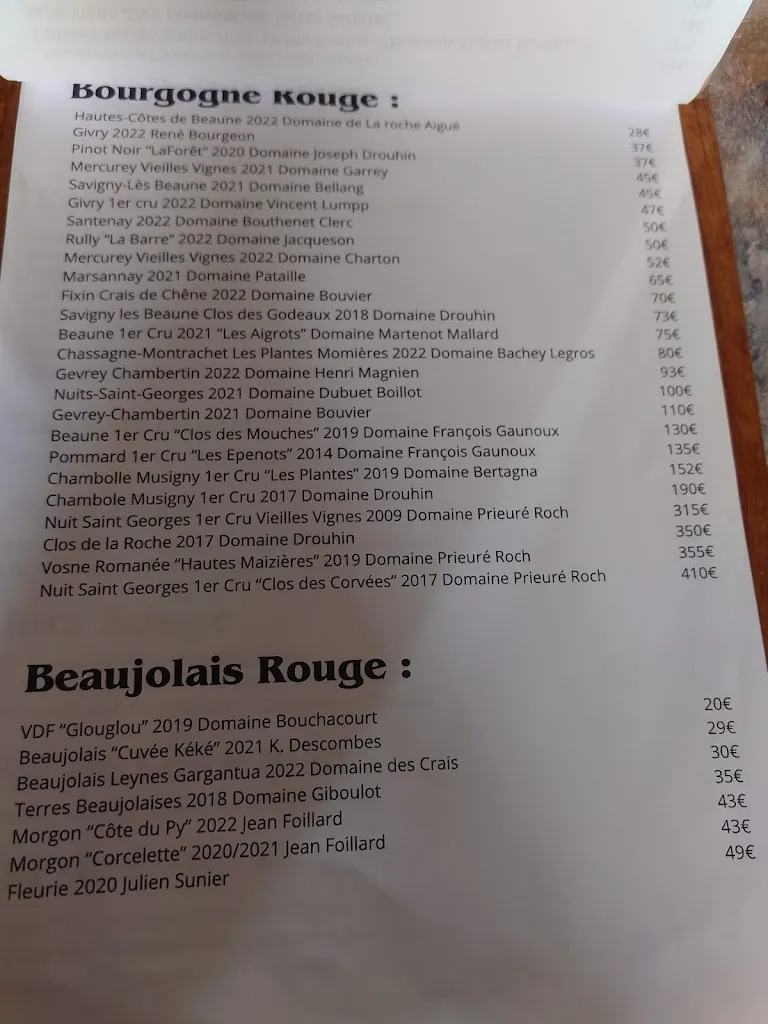 Bourgogne Rouge :
Hautes-Côtes de Beaune 2022 Domaine de La roche Aiguë 28€
Givry 2022 René Bourgeon 37€
Pinot Noir “LaForêt” 2020 Domaine Joseph Drouhin 37€
Mercurey Vieilles Vignes 2021 Domaine Garrey 45€
Savigny-Lès Beaune 2021 Domaine Bellang 45€
Givry 1er cru 2022 Domaine Vincent Lumpp 47€
Santenay 2022 Domaine Bouthenet Clerc 50€
Rully “La Barre” 2022 Domaine Jacqueson 50€
Mercurey Vieilles Vignes 2022 Domaine Charton 52€
Marsannay 2021 Domaine Pataille 65€
Fixin Crais de Chêne 2022 Domaine Bouvier 70€
Savigny les Beaune Clos des Godeaux 2018 Domaine Drouhin 73€
Beaune 1er Cru 2021 “Les Aigrots” Domaine Martenot Mallard 75€
Chassagne-Montrachet Les Plantes Momières 2022 Domaine Bachey Legros 80€
Gevrey Chambertin 2022 Domaine Henri Magnien 93€
Nuits-Saint-Georges 2021 Domaine Dubuet Boillot 100€
Gevrey-Chambertin 2021 Domaine Bouvier 110€
Beaune 1er Cru “Clos des Mouches” 2019 Domaine François Gaunoux 130€
Pommard 1er Cru “Les Epenots” 2014 Domaine François Gaunoux 135€
Chambolle Musigny 1er Cru “Les Plantes” 2019 Domaine Bertagna 152€
Chambole Musigny 1er Cru 2017 Domaine Drouhin 190€
Nuit Saint Georges 1er Cru Vieilles Vignes 2009 Domaine Prieuré Roch 315€
Clos de la Roche 2017 Domaine Drouhin 350€
Vosne Romanée “Hautes Maizières” 2019 Domaine Prieuré Roch 355€
Nuit Saint Georges 1er Cru “Clos des Corvées” 2017 Domaine Prieuré Roch 410€
Beaujolais Rouge :
VDF “Glouglou” 2019 Domaine Bouchacourt 20€
Beaujolais “Cuvée Kéké” 2021 K. Descombes 29€
Beaujolais Leynes Gargantua 2022 Domaine des Crais 30€
Terres Beaujolaises 2018 Domaine Giboulot 35€
Morgon “Côte du Py” 2022 Jean Foillard 43€
Morgon “Corcelette” 2020/2021 Jean Foillard 43€
Fleurie 2020 Julien Sunier 49€